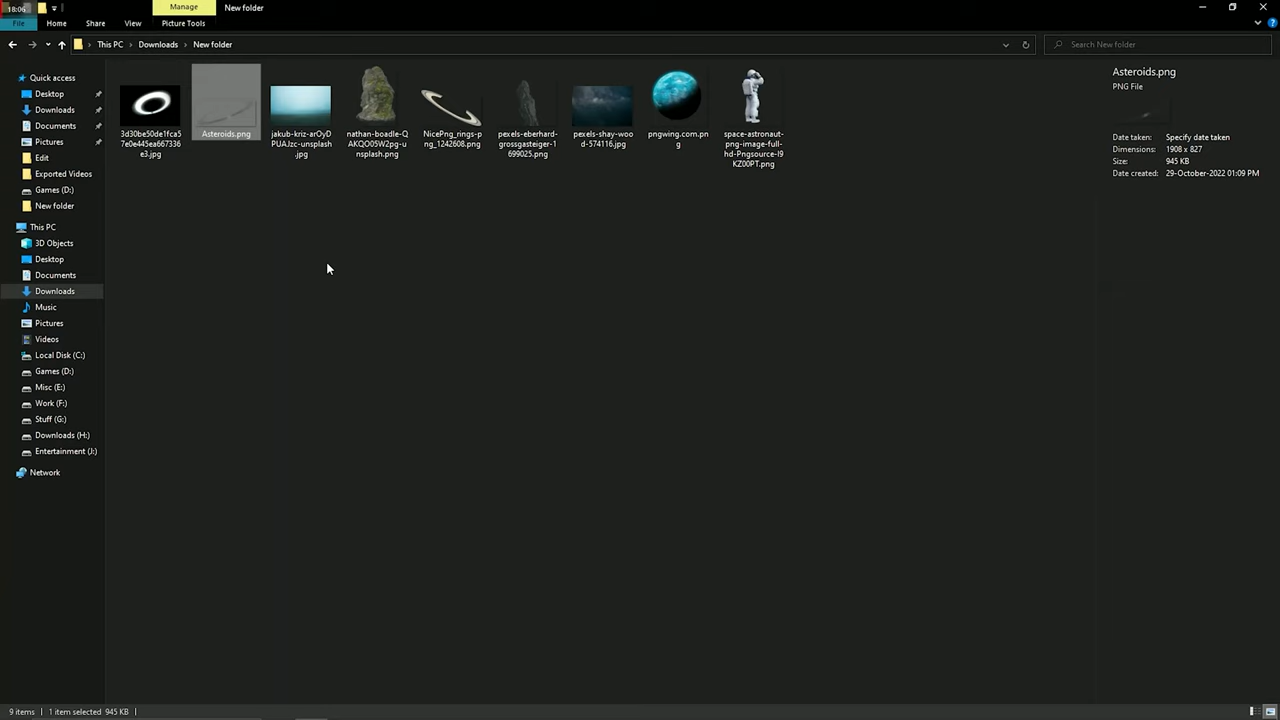 18:06
Manage
New folder
File
Home
Share
View
Picture Tools
This PC
Downloads
New folder
Search New folder
Quick access
Desktop
Downloads
Documents
Pictures
Edit
Exported Videos
Games (D:)
New folder
This PC
3D Objects
Desktop
Documents
Downloads
Music
Pictures
Videos
Local Disk (C:)
Games (D:)
Misc (E:)
Work (F:)
Stuff (G:)
Downloads (H:)
Entertainment (J:)
Network
3d30be50de1fca5
7e0e445ea667336
e3.jpg
Asteroids.png
jakub-kriz-arOyD
PUAJzc-unsplash
.jpg
nathan-boadle-Q
AKQO05W2pg-u
nsplash.png
NicePng_rings-p
ng_1242608.png
pexels-eberhard-
grossgasteiger-1
699025.png
pexels-shay-woo
d-574116.jpg
pngwing.com.pn
g
space-astronaut-
png-image-full-
hd-Pngsource-I9
KZ00PT.png
Asteroids.png
PNG File
Date taken: Specify date taken
Dimensions: 1908 x 827
Size: 945 KB
Date created: 29-October-2022 01:09 PM
9 items
1 item selected 945 KB